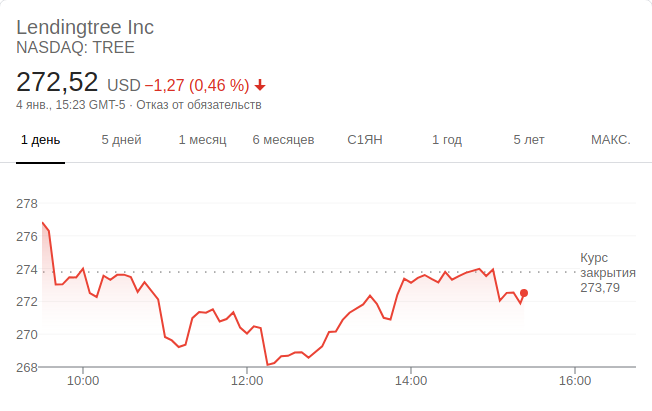 Lendingtree Inc
NASDAQ: TREE
272,52 USD −1,27 (0,46 %)
4 янв., 15:23 GMT-5 · Отказ от обязательств
1 день 5 дней 1 месяц 6 месяцев С1ЯН 1 год 5 лет МАКС.
278
276
274
272
270
268
Курс
закрытия
273,79
10:00 12:00 14:00 16:00